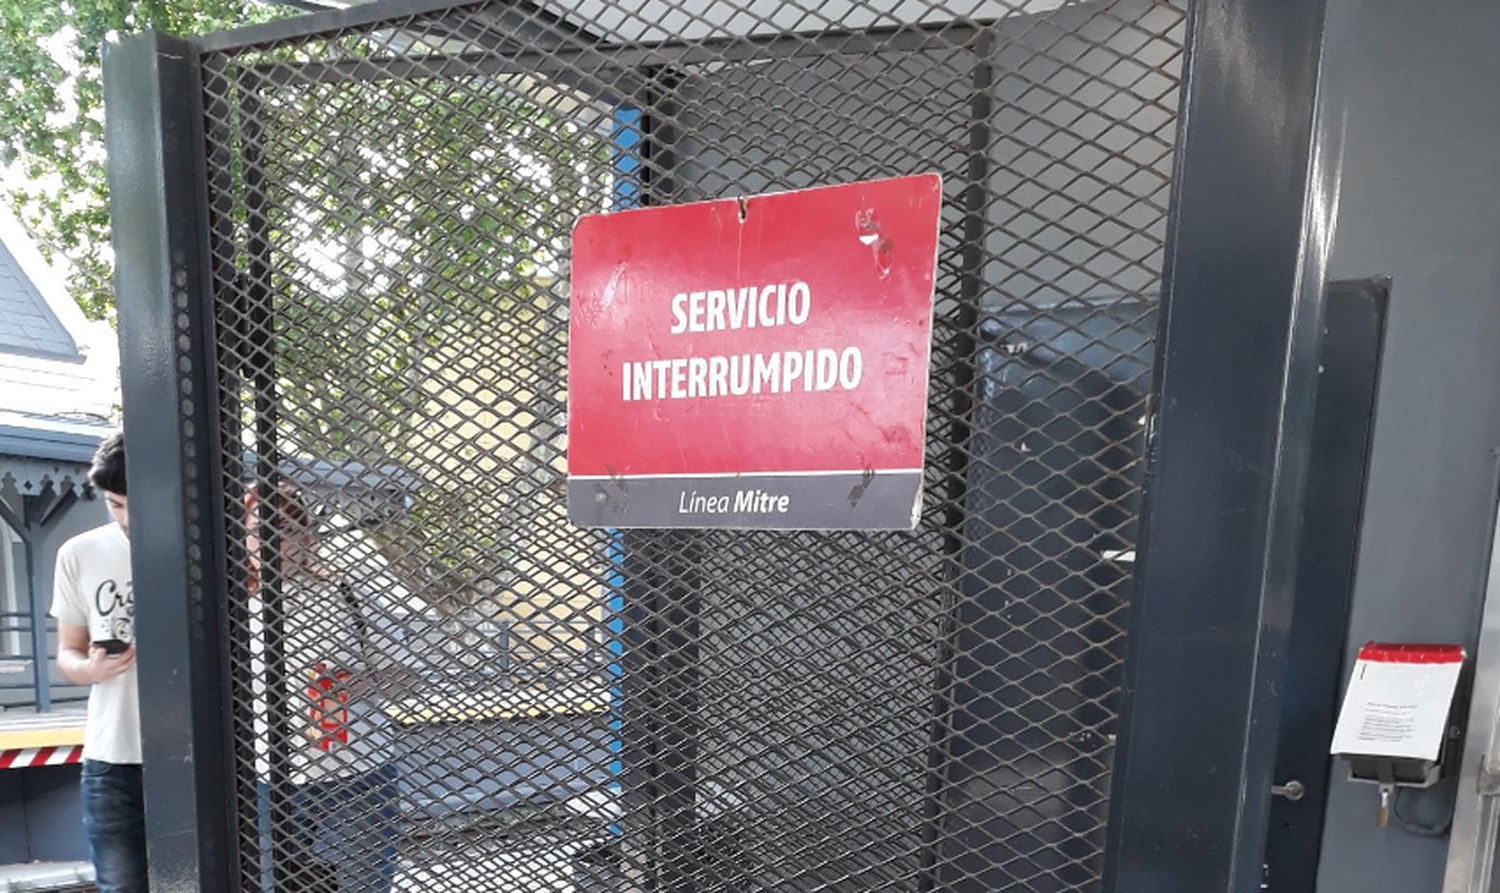 SERVICIO
INTERRUMPIDO
Línea Mitre